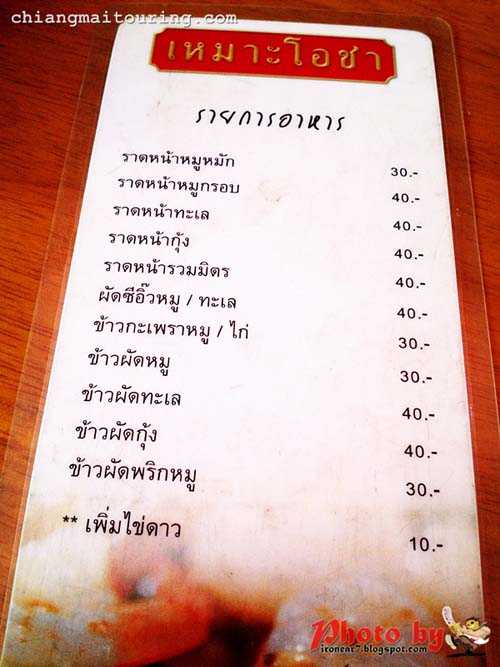 chiangmaitouring.com
เหมาะโอชา
รายการอาหาร
ราดหน้าหมูหมัก 30.-
ราดหน้าหมูกรอบ 40.-
ราดหน้าทะเล 40.-
ราดหน้ากุ้ง 40.-
ราดหน้ารวมมิตร 40.-
ผัดซีอิ๊วหมู / ทะเล 40.-
ข้าวกะเพราหมู / ไก่ 30.-
ข้าวผัดหมู 30.-
ข้าวผัดทะเล 40.-
ข้าวผัดกุ้ง 40.-
ข้าวผัดพริกหมู 30.-
** เพิ่มไข่ดาว 10.-
Photo by
ironeat7.blogspot.com